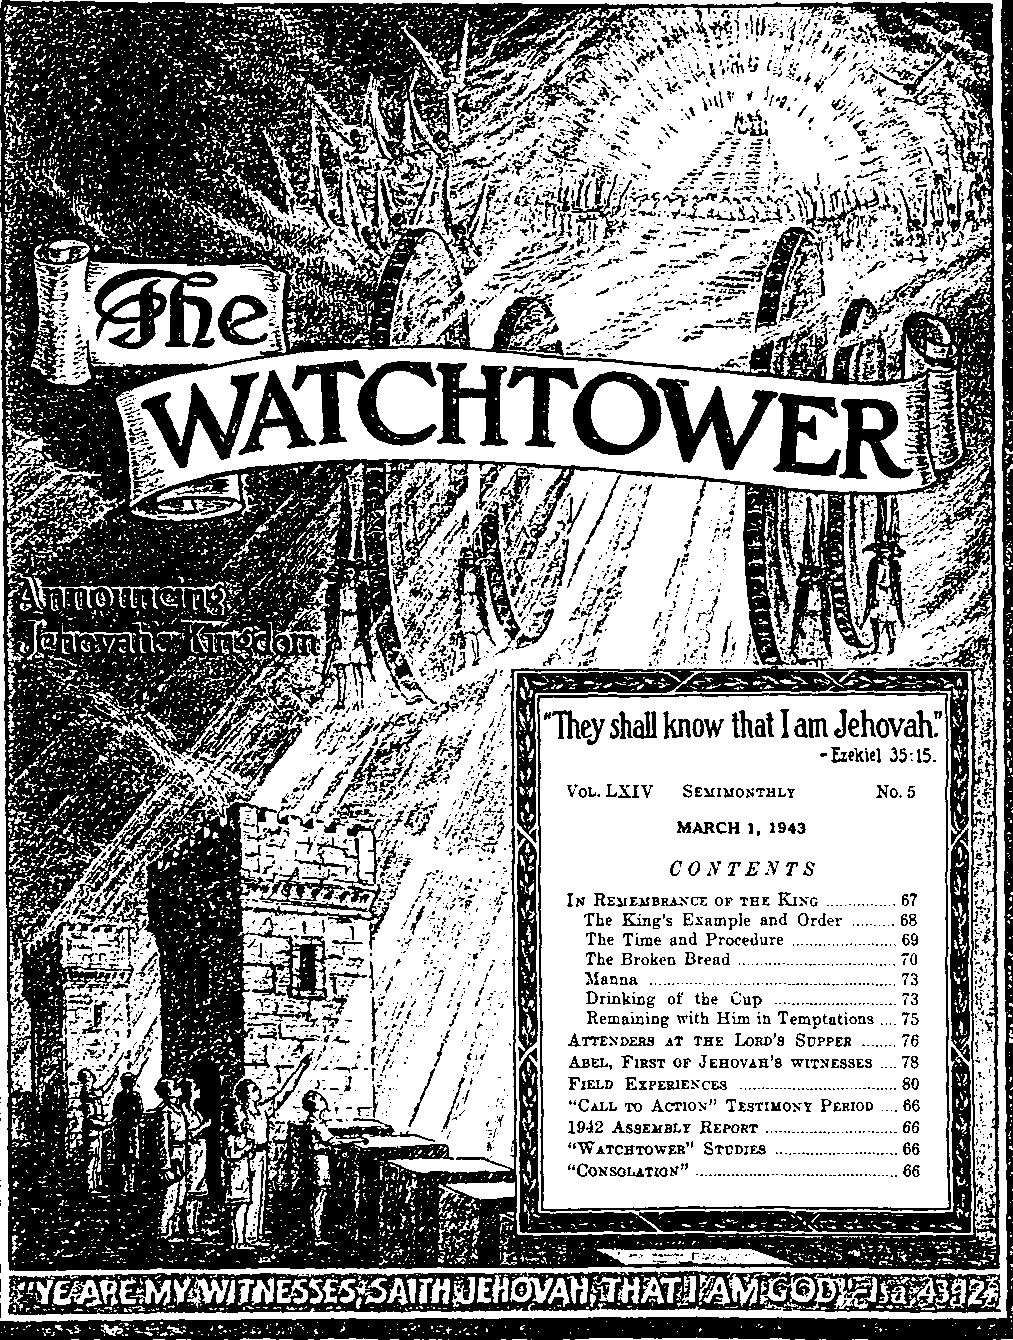 The
WATCHTOWER
Announcing
Jehovah's Kingdom
"They shall know that I am Jehovah."
- Ezekiel 35:15.
VOL. LXIV SEMIMONTHLY No. 5
MARCH 1, 1943
CONTENTS
IN REMEMBRANCE OF THE KING ................ 67
The King's Example and Order .......... 68
The Time and Procedure ........................ 69
The Broken Bread .................................... 70
Manna ........................................................ 73
Drinking of the Cup ............................ 73
Remaining with Him in Temptations .... 75
ATTENDERS AT THE LORD'S SUPPER ........ 76
ABEL, FIRST OF JEHOVAH'S WITNESSES .... 78
FIELD EXPERIENCES .................................... 80
"CALL TO ACTION" TESTIMONY PERIOD .... 66
1942 ASSEMBLY REPORT .............................. 66
"WATCHTOWER" STUDIES ............................ 66
"CONSOLATION" .............................................. 66
"YE ARE MY WITNESSES, SAITH JEHOVAH, THAT I AM GOD."-Isa. 43:12.